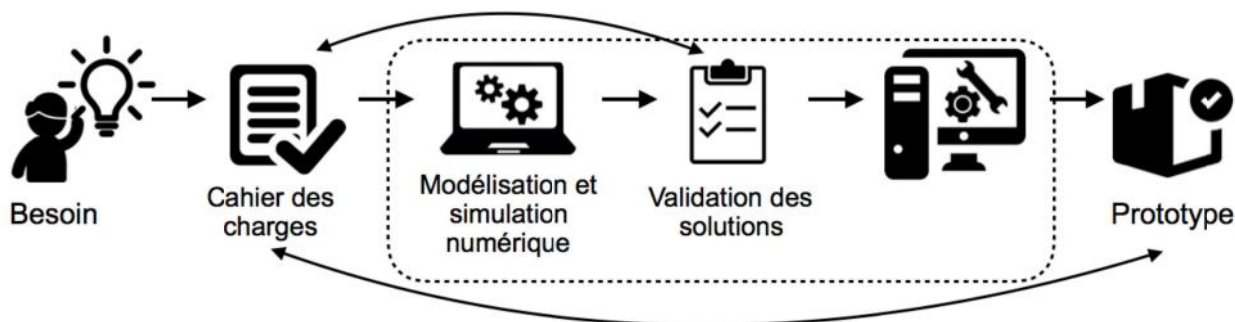 Besoin
Cahier des
charges
Modélisation et
simulation
numérique
Validation des
solutions
Prototype